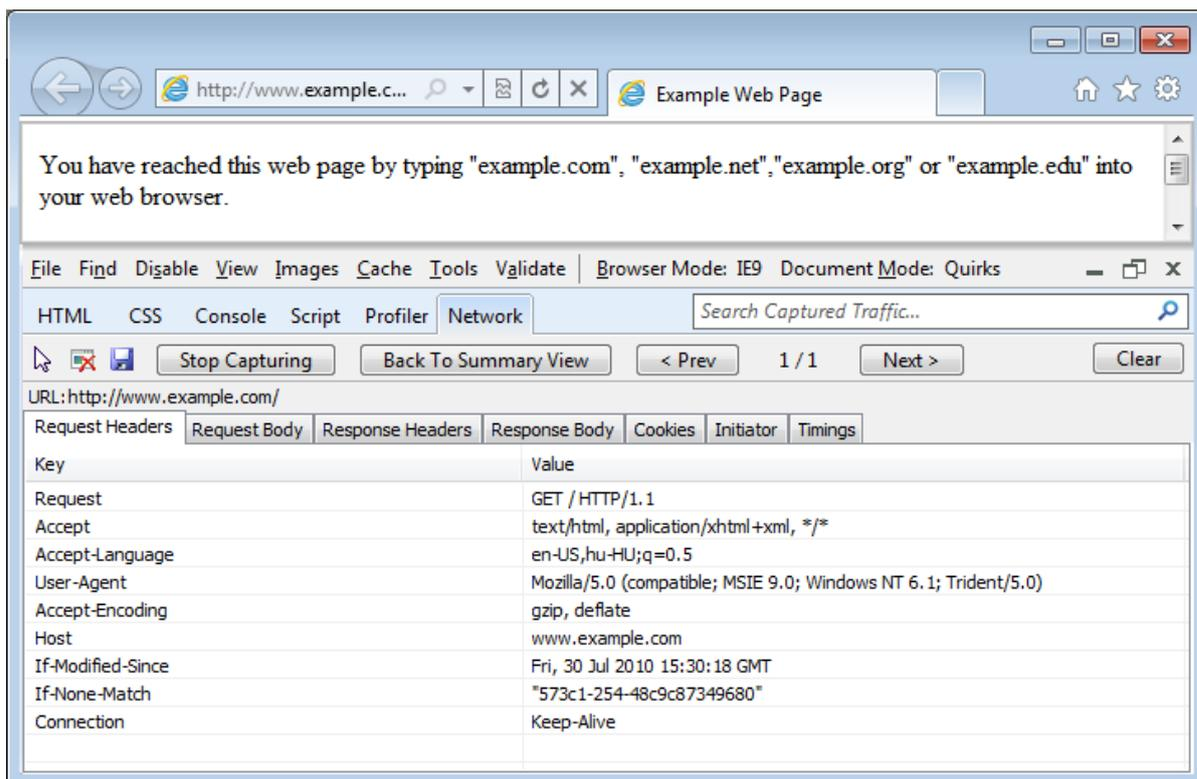 http://www.example.c...
Example Web Page
You have reached this web page by typing "example.com", "example.net","example.org" or "example.edu" into
your web browser.
File Find Disable View Images Cache Tools Validate Browser Mode: IE9 Document Mode: Quirks
HTML CSS Console Script Profiler Network Search Captured Traffic...
Stop Capturing Back To Summary View < Prev 1 / 1 Next > Clear
URL:http://www.example.com/
Request Headers Request Body Response Headers Response Body Cookies Initiator Timings
Key Value
Request GET / HTTP/1.1
Accept text/html, application/xhtml+xml, */*
Accept-Language en-US,hu-HU;q=0.5
User-Agent Mozilla/5.0 (compatible; MSIE 9.0; Windows NT 6.1; Trident/5.0)
Accept-Encoding gzip, deflate
Host www.example.com
If-Modified-Since Fri, 30 Jul 2010 15:30:18 GMT
If-None-Match "573c1-254-48c9c87349680"
Connection Keep-Alive